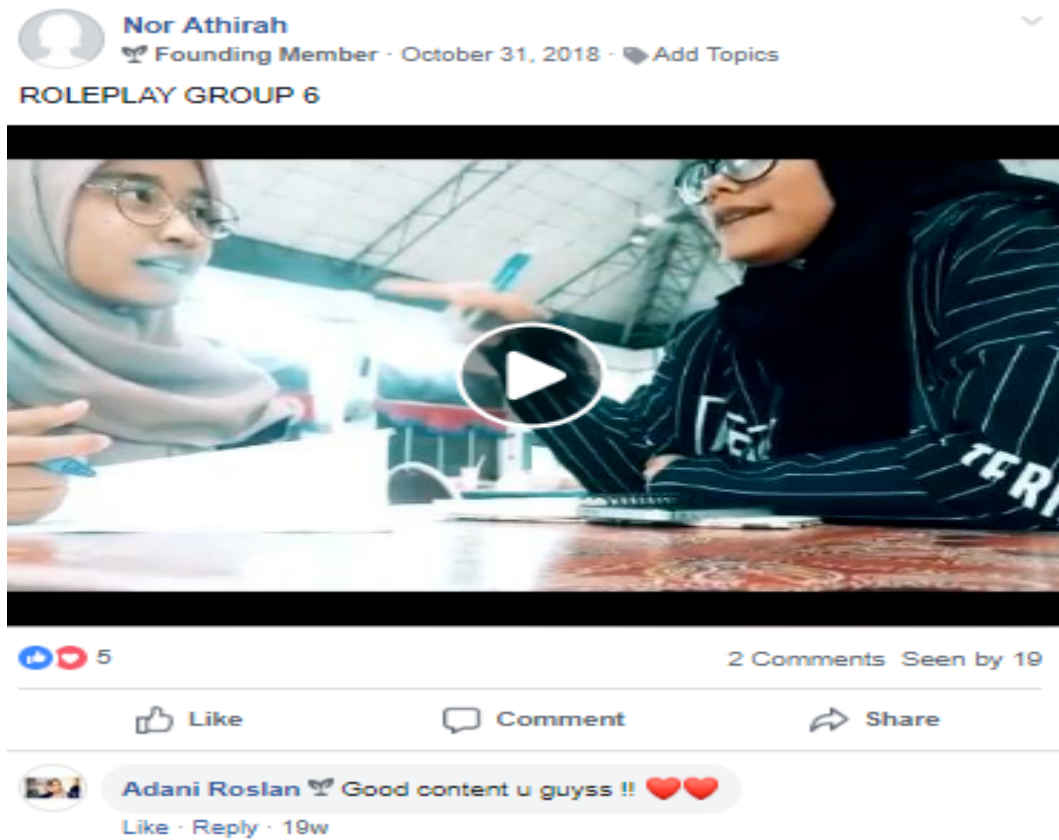 Nor Athirah
Founding Member · October 31, 2018 · Add Topics
ROLEPLAY GROUP 6
TERI
5
2 Comments Seen by 19
Like
Comment
Share
Adani Roslan Good content u guyss !!
Like · Reply · 19w